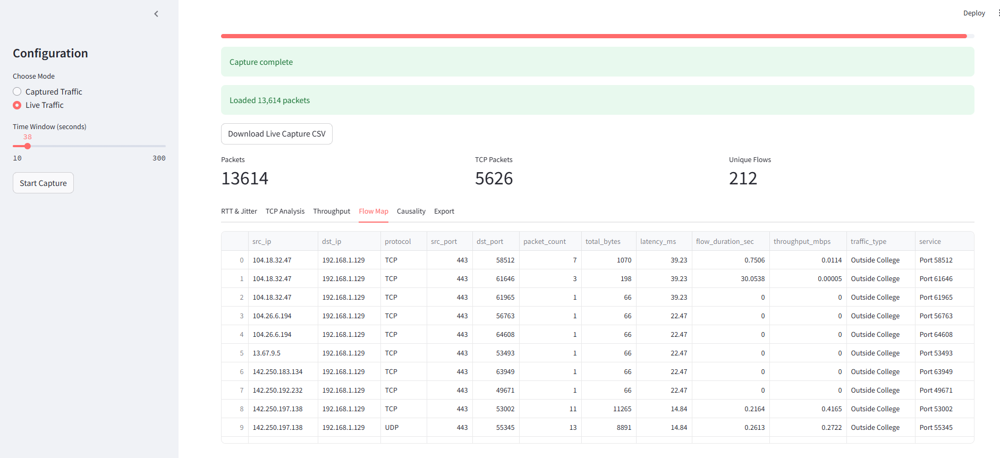 Deploy
Configuration
Choose Mode
Captured Traffic
Live Traffic
Time Window (seconds)
38
10 300
Start Capture
Capture complete
Loaded 13,614 packets
Download Live Capture CSV
Packets TCP Packets Unique Flows
13614 5626 212
RTT & Jitter TCP Analysis Throughput Flow Map Causality Export
src_ip dst_ip protocol src_port dst_port packet_count total_bytes latency_ms flow_duration_sec throughput_mbps traffic_type service
0 104.18.32.47 192.168.1.129 TCP 443 58512 7 1070 39.23 0.7506 0.0114 Outside College Port 58512
1 104.18.32.47 192.168.1.129 TCP 443 61646 3 198 39.23 30.0538 0.00005 Outside College Port 61646
2 104.18.32.47 192.168.1.129 TCP 443 61965 1 66 39.23 0 0 Outside College Port 61965
3 104.26.6.194 192.168.1.129 TCP 443 56763 1 66 22.47 0 0 Outside College Port 56763
4 104.26.6.194 192.168.1.129 TCP 443 64608 1 66 22.47 0 0 Outside College Port 64608
5 13.67.9.5 192.168.1.129 TCP 443 53493 1 66 22.47 0 0 Outside College Port 53493
6 142.250.183.134 192.168.1.129 TCP 443 63949 1 66 22.47 0 0 Outside College Port 63949
7 142.250.192.232 192.168.1.129 TCP 443 49671 1 66 22.47 0 0 Outside College Port 49671
8 142.250.197.138 192.168.1.129 TCP 443 53002 11 11265 14.84 0.2164 0.4165 Outside College Port 53002
9 142.250.197.138 192.168.1.129 UDP 443 55345 13 8891 14.84 0.2613 0.2722 Outside College Port 55345